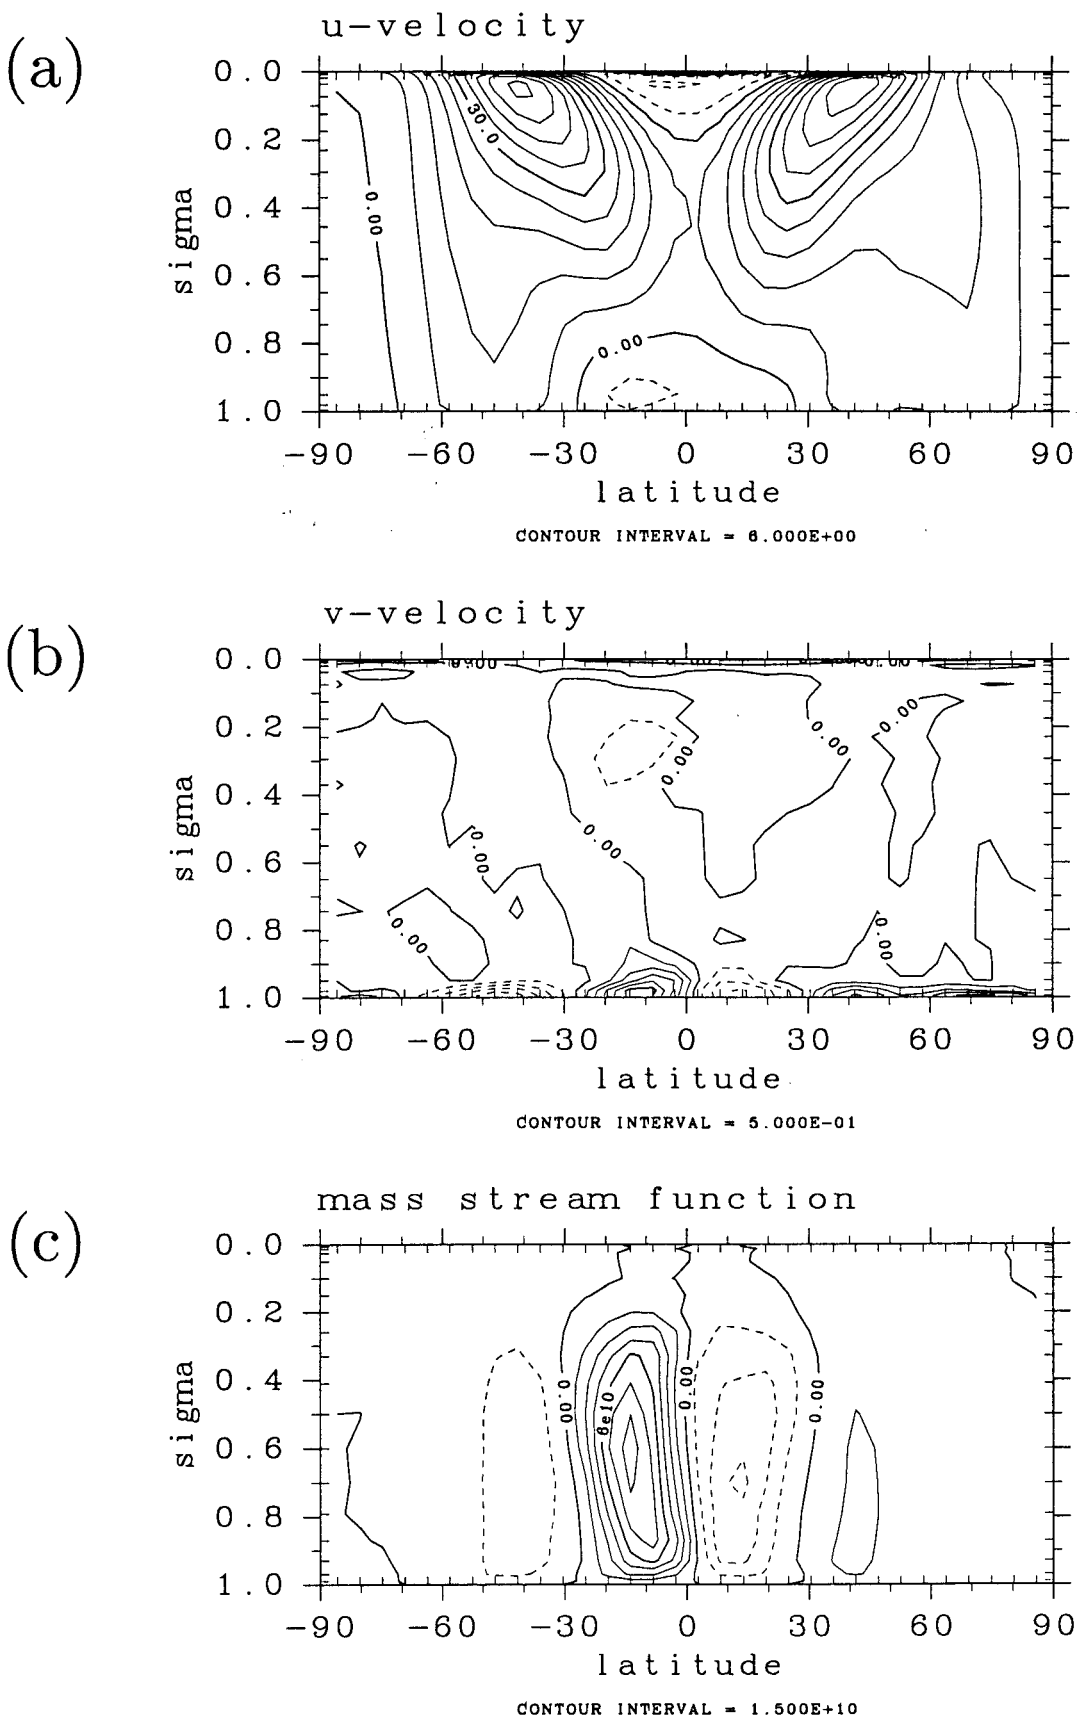 (a)
u-velocity
0.0
0.2
0.4
0.6
0.8
1.0
sigma
30.0
0.00
0.00
-90 -60 -30 0 30 60 90
latitude
CONTOUR INTERVAL = 6.000E+00
(b)
v-velocity
0.0
0.2
0.4
0.6
0.8
1.0
sigma
0.00
0.00
0.00
0.00
0.00
0.00
0.00
-90 -60 -30 0 30 60 90
latitude
CONTOUR INTERVAL = 5.000E-01
(c)
mass stream function
0.0
0.2
0.4
0.6
0.8
1.0
sigma
0.00
6e10
0.00
0.00
-90 -60 -30 0 30 60 90
latitude
CONTOUR INTERVAL = 1.500E+10